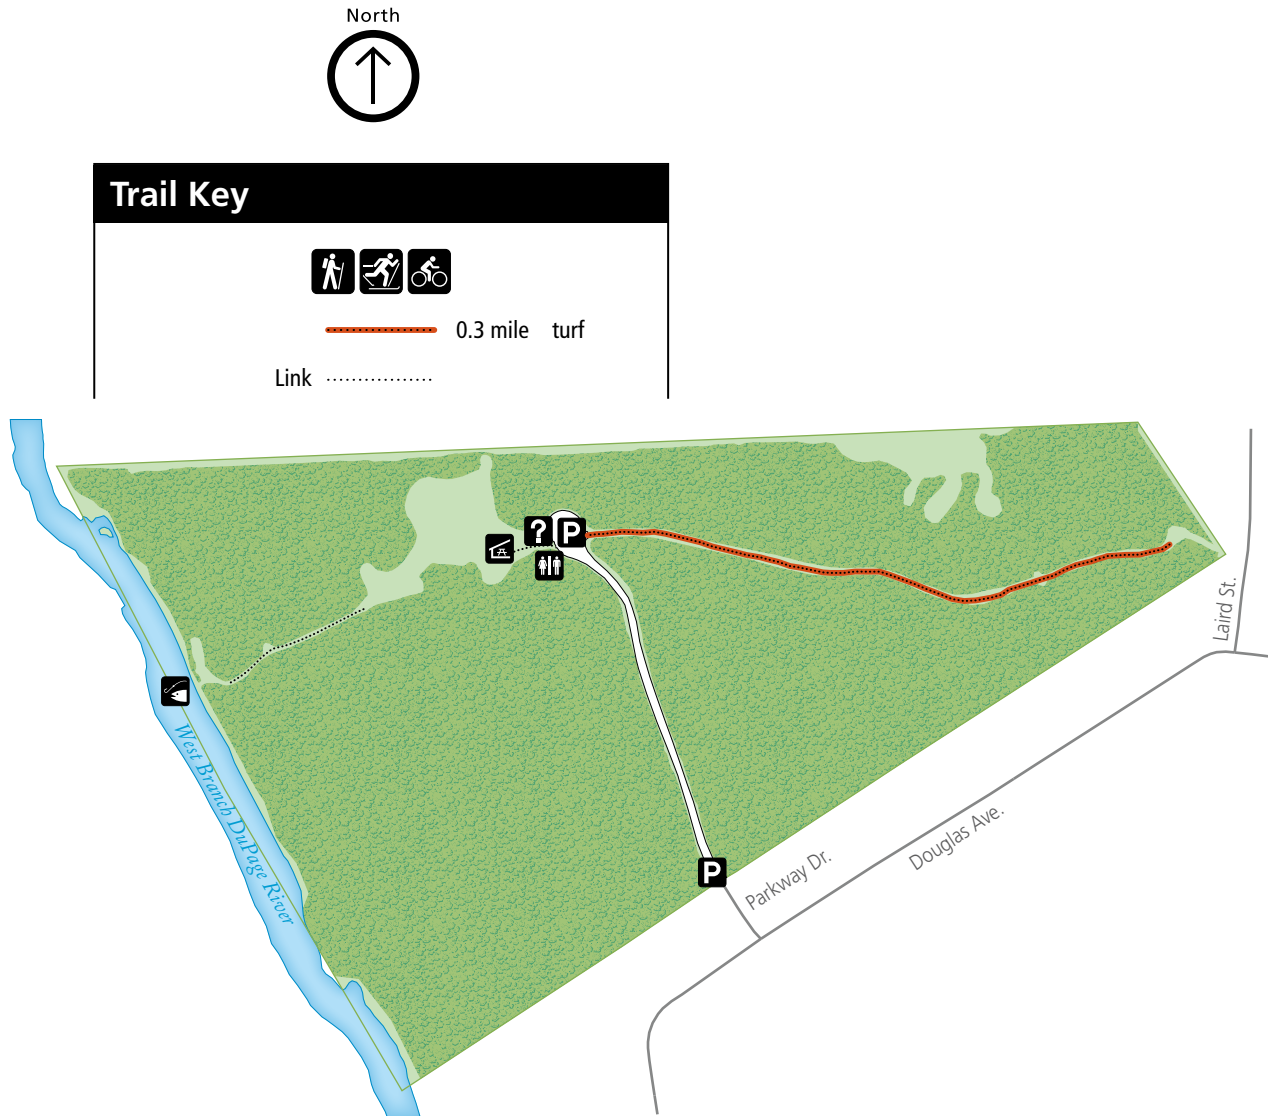 North
Trail Key
0.3 mile turf
Link
?
P
Laird St.
West Branch DuPage River
P
Parkway Dr.
Douglas Ave.